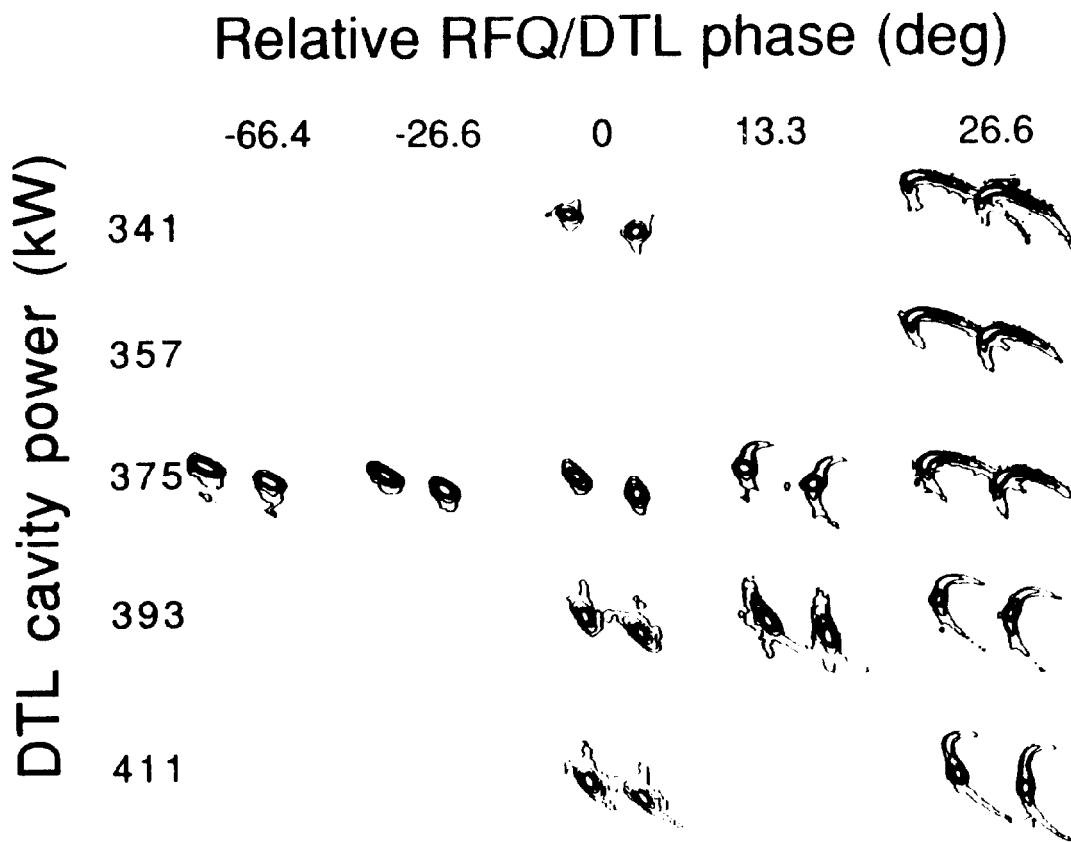 Relative RFQ/DTL phase (deg)
-66.4 -26.6 0 13.3 26.6
DTL cavity power (kW)
341
357
375
393
411